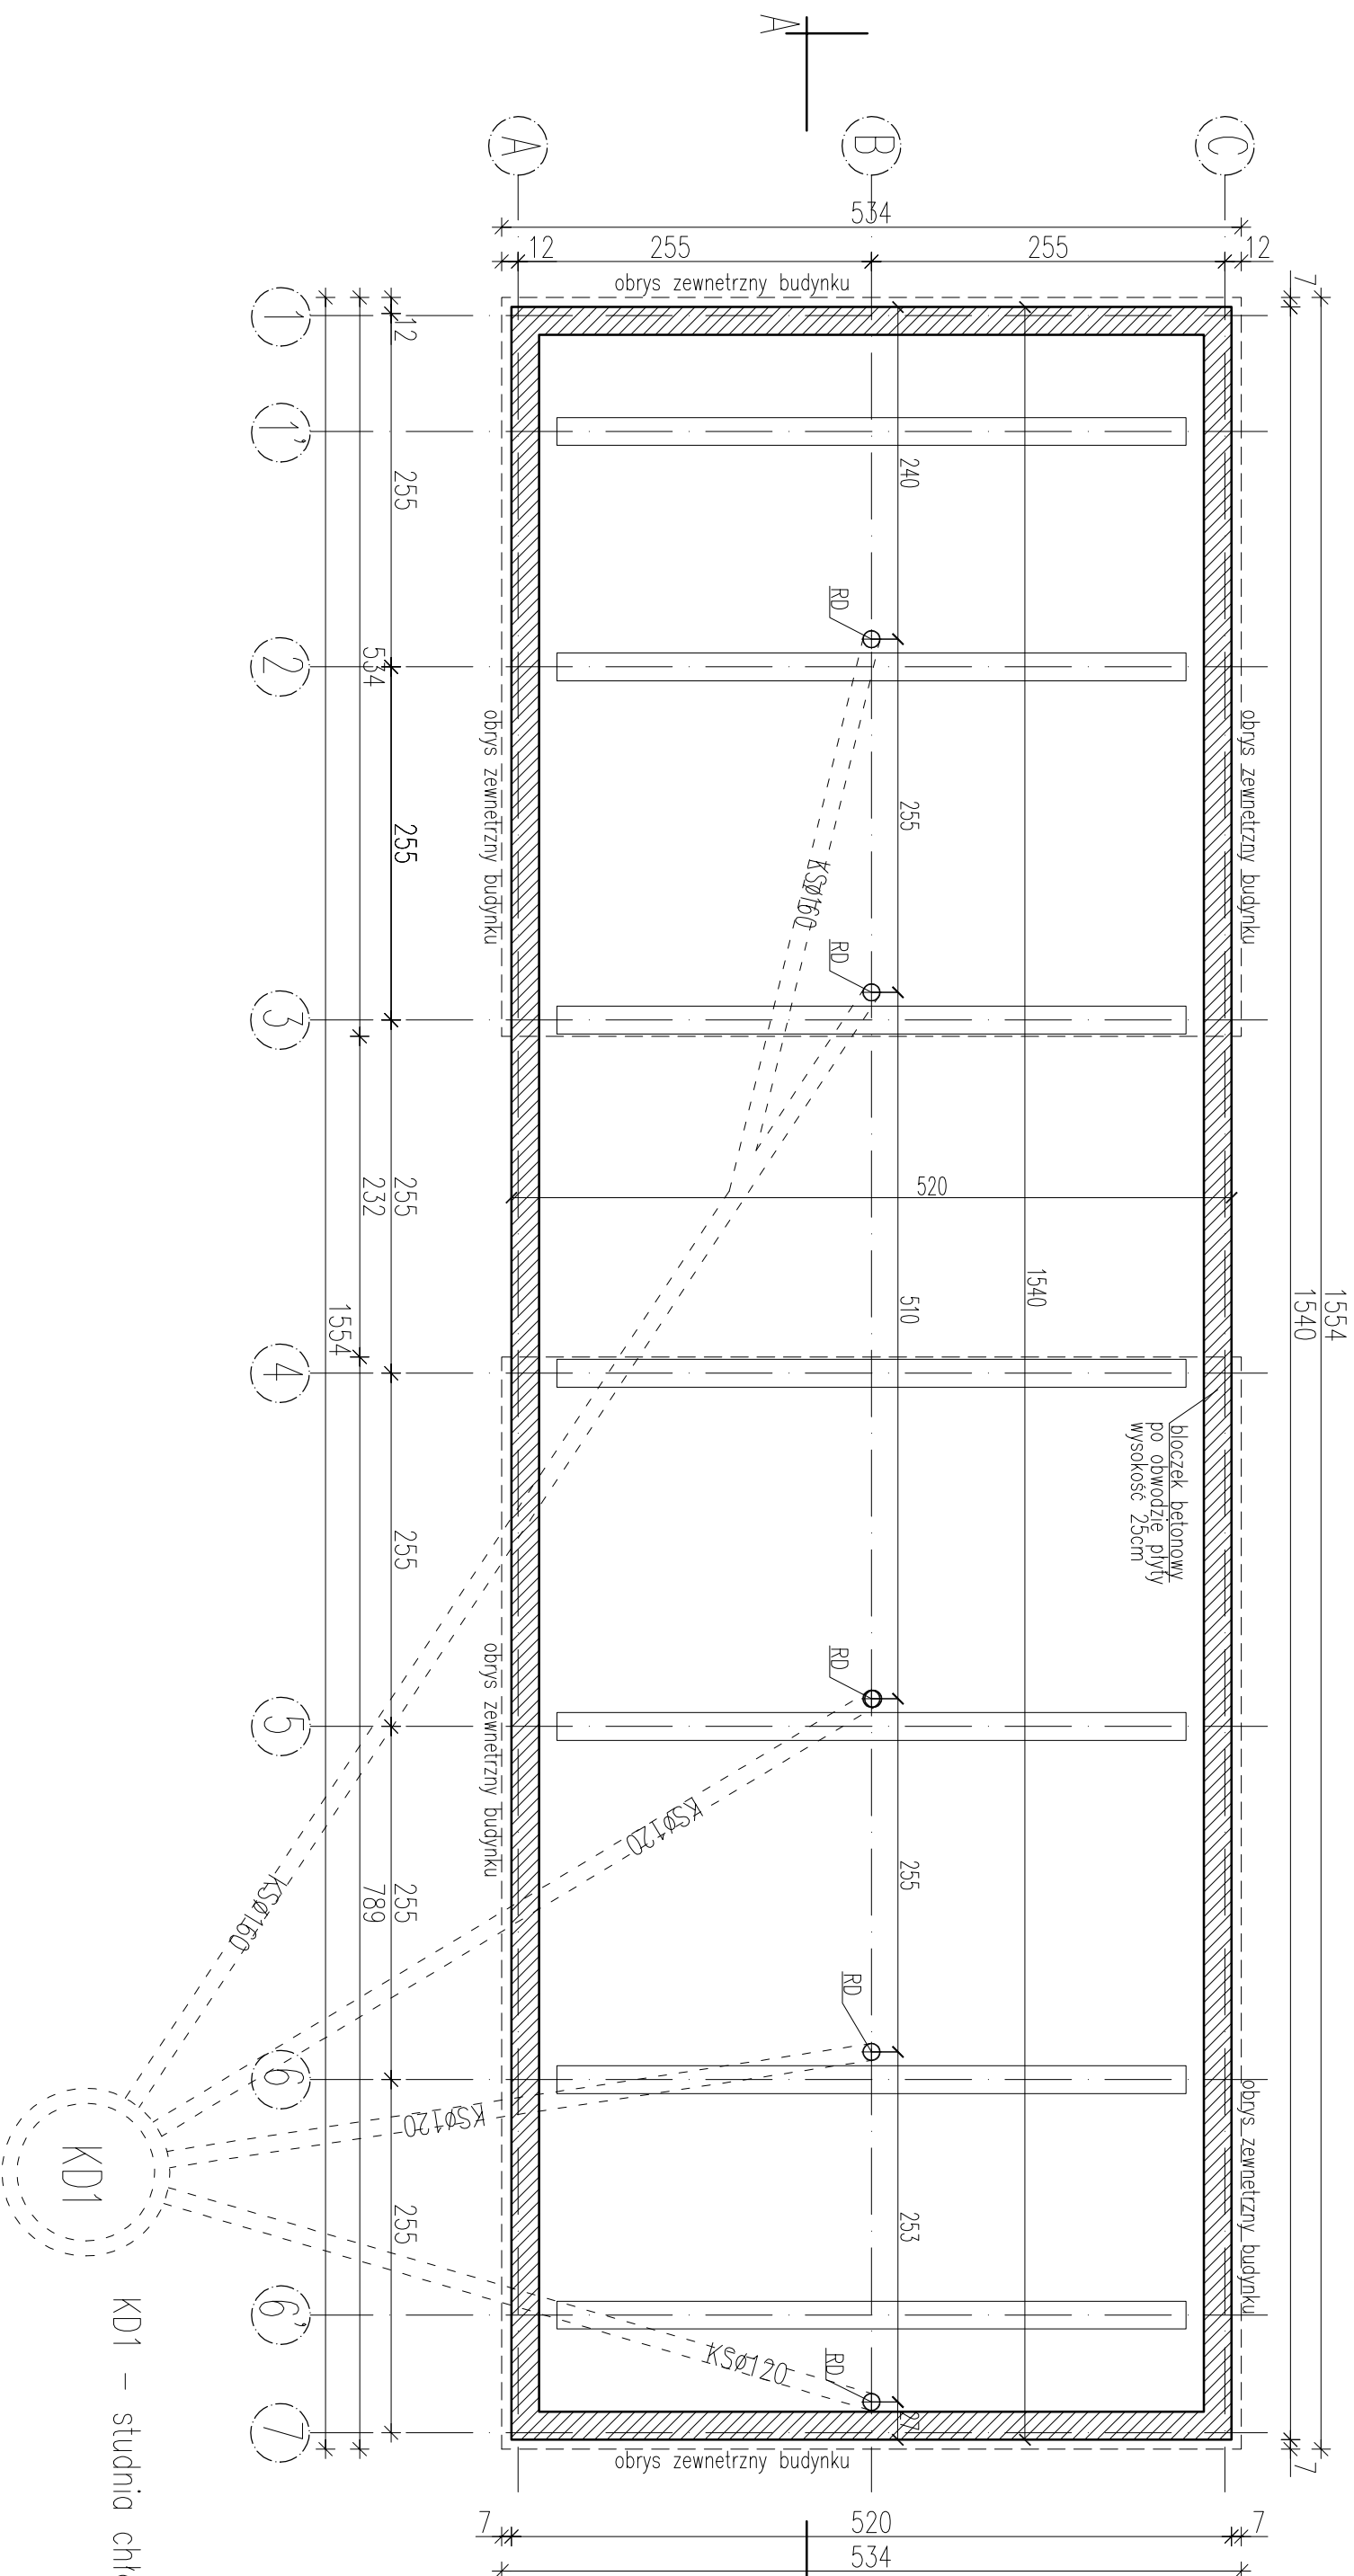 A
A
B
C
534
12
255
255
12
obrys zewnetrzny budynku
7
1
12
1'
255
240
RD
2
534
obrys zewnetrzny budynku
obrys zewnetrzny budynku
255
255
KSø160
RD
3
520
255
232
510
1540
1554
1540
1554
4
bloczek betonowy
po obwodzie płyty
wysokość 25cm
255
RD
5
obrys zewnetrzny budynku
KSø120
255
KSø160
255
789
RD
6
KSø120
obrys zewnetrzny budynku
KD1
255
253
6'
KSø120
RD
27
7
obrys zewnetrzny budynku
7
KD1 – studnia
7
520
7
534